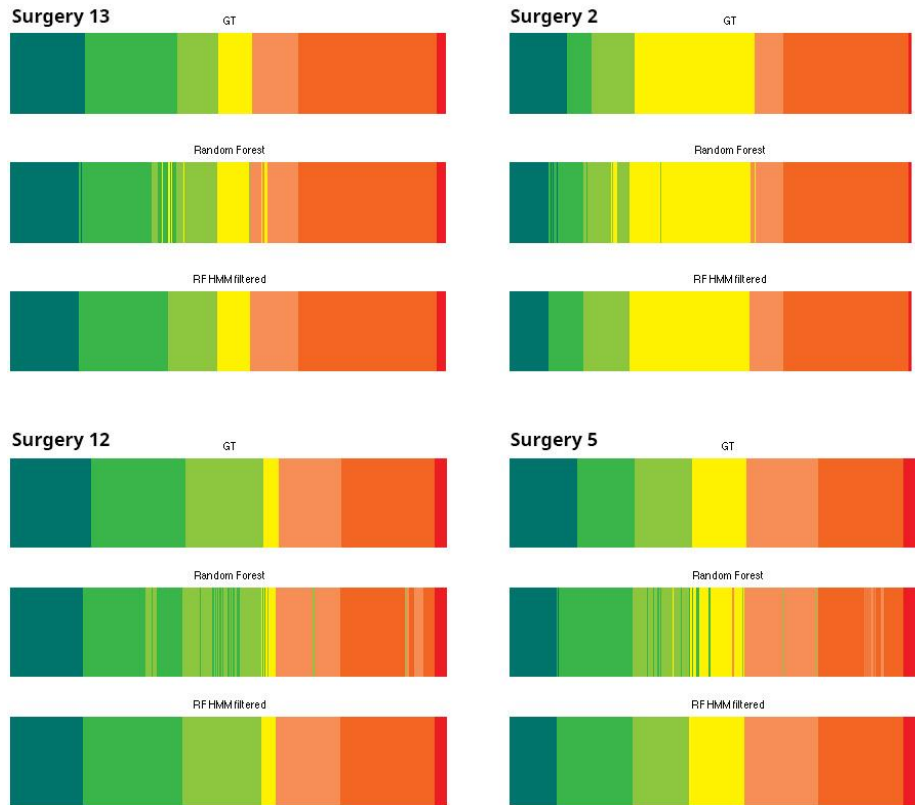 Surgery 13
GT
Random Forest
RF HMM filtered
Surgery 2
GT
Random Forest
RF HMM filtered
Surgery 12
GT
Random Forest
RF HMM filtered
Surgery 5
GT
Random Forest
RF HMM filtered